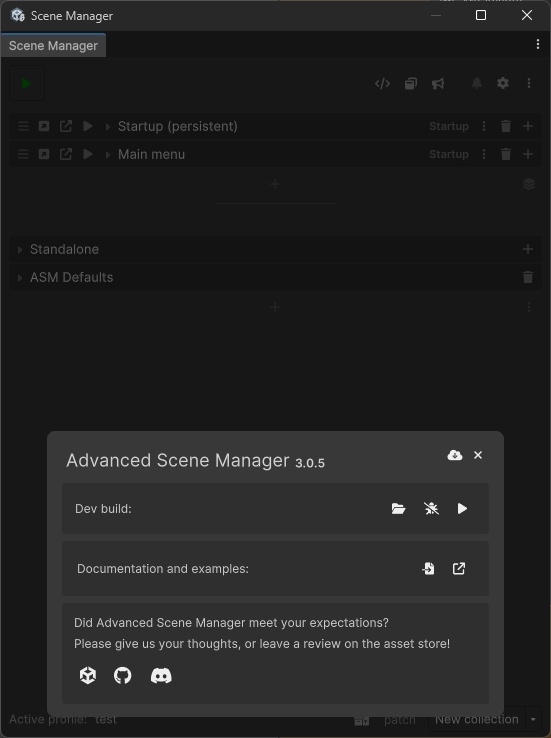 Scene Manager
Scene Manager
Startup (persistent) Startup
Main menu Startup
Standalone
ASM Defaults
Advanced Scene Manager 3.0.5
Dev build:
Documentation and examples:
Did Advanced Scene Manager meet your expectations?
Please give us your thoughts, or leave a review on the asset store!
Active profile: test patch New collection